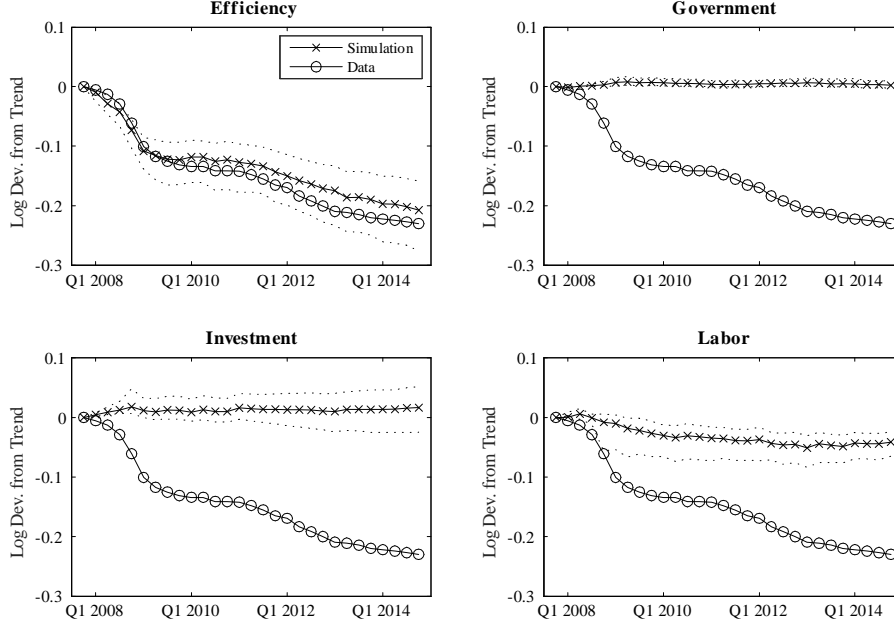 Efficiency
0.1
0
-0.1
-0.2
-0.3
Log Dev. from Trend
Simulation
Data
Q1 2008 Q1 2010 Q1 2012 Q1 2014
Government
0.1
0
-0.1
-0.2
-0.3
Log Dev. from Trend
Q1 2008 Q1 2010 Q1 2012 Q1 2014
Investment
0.1
0
-0.1
-0.2
-0.3
Log Dev. from Trend
Q1 2008 Q1 2010 Q1 2012 Q1 2014
Labor
0.1
0
-0.1
-0.2
-0.3
Log Dev. from Trend
Q1 2008 Q1 2010 Q1 2012 Q1 2014